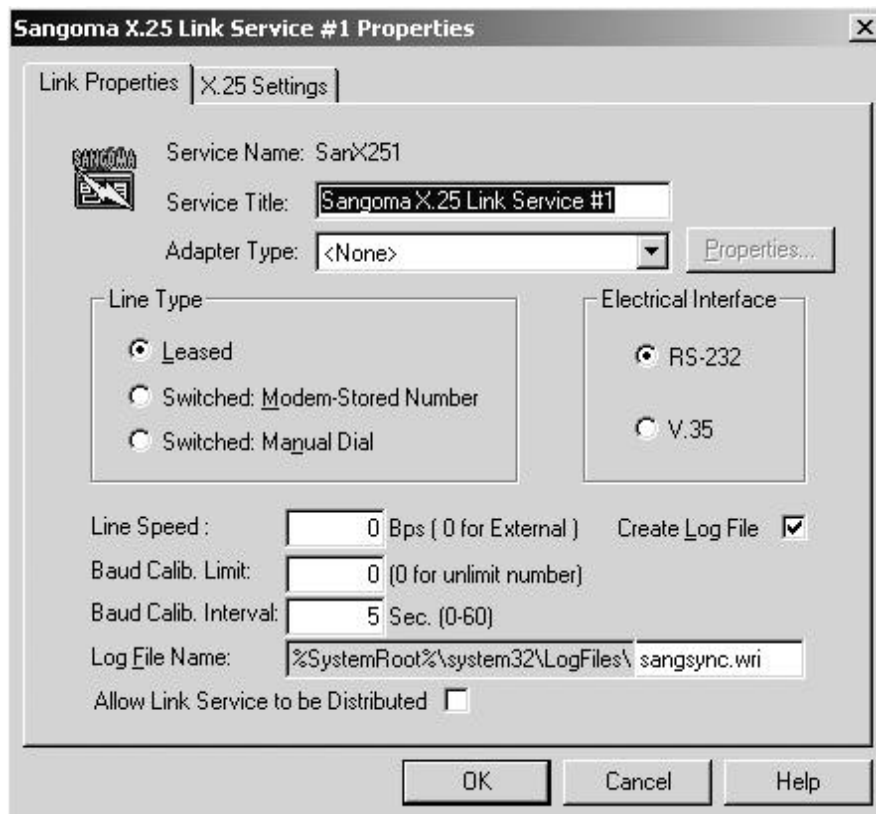 Sangoma X.25 Link Service #1 Properties
Link Properties
X.25 Settings
SANGOMA
Service Name: SanX251
Service Title: Sangoma X.25 Link Service #1
Adapter Type: <None>
Properties...
Line Type
Leased
Switched: Modem-Stored Number
Switched: Manual Dial
Electrical Interface
RS-232
V.35
Line Speed : 0 Bps ( 0 for External ) Create Log File
Baud Calib. Limit: 0 (0 for unlimit number)
Baud Calib. Interval: 5 Sec. (0-60)
Log File Name: %SystemRoot%\system32\LogFiles\ sangsync.wri
Allow Link Service to be Distributed
OK Cancel Help